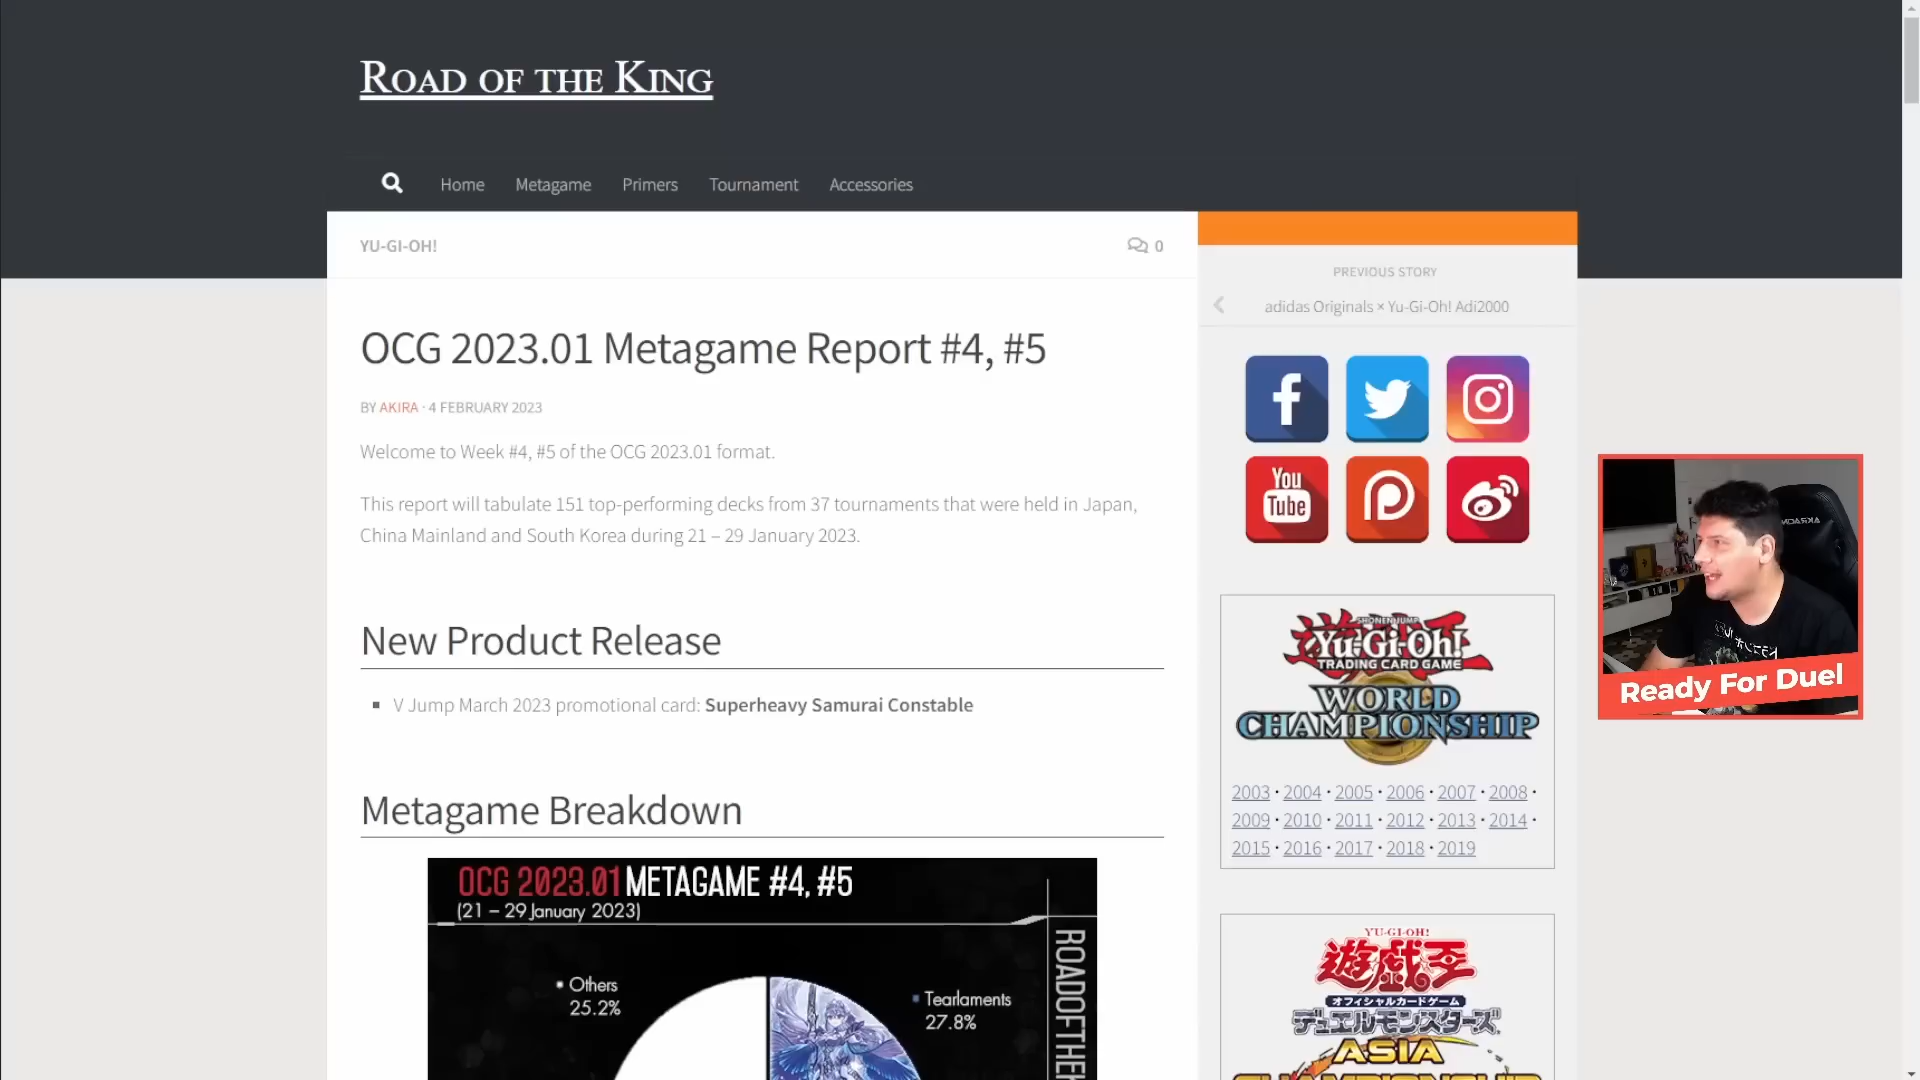 ROAD OF THE KING
Home Metagame Primers Tournament Accessories
YU-GI-OH!
0
OCG 2023.01 Metagame Report #4, #5
BY AKIRA · 4 FEBRUARY 2023
Welcome to Week #4, #5 of the OCG 2023.01 format.
This report will tabulate 151 top-performing decks from 37 tournaments that were held in Japan,
China Mainland and South Korea during 21 – 29 January 2023.
New Product Release
▪ V Jump March 2023 promotional card: Superheavy Samurai Constable
Metagame Breakdown
OCG 2023.01 METAGAME #4, #5
(21 – 29 January 2023)
Others
25.2%
Tearlaments
27.8%
PREVIOUS STORY
adidas Originals × Yu-Gi-Oh! Adi2000
You
Tube
SHONEN JUMP
Yu-Gi-Oh!
TRADING CARD GAME
WORLD
CHAMPIONSHIP
2003 • 2004 • 2005 • 2006 • 2007 • 2008 •
2009 • 2010 • 2011 • 2012 • 2013 • 2014 •
2015 • 2016 • 2017 • 2018 • 2019
YU-GI-OH!
遊戯王
オフィシャルカードゲーム
デュエルモンスターズ
ASIA
Ready For Duel